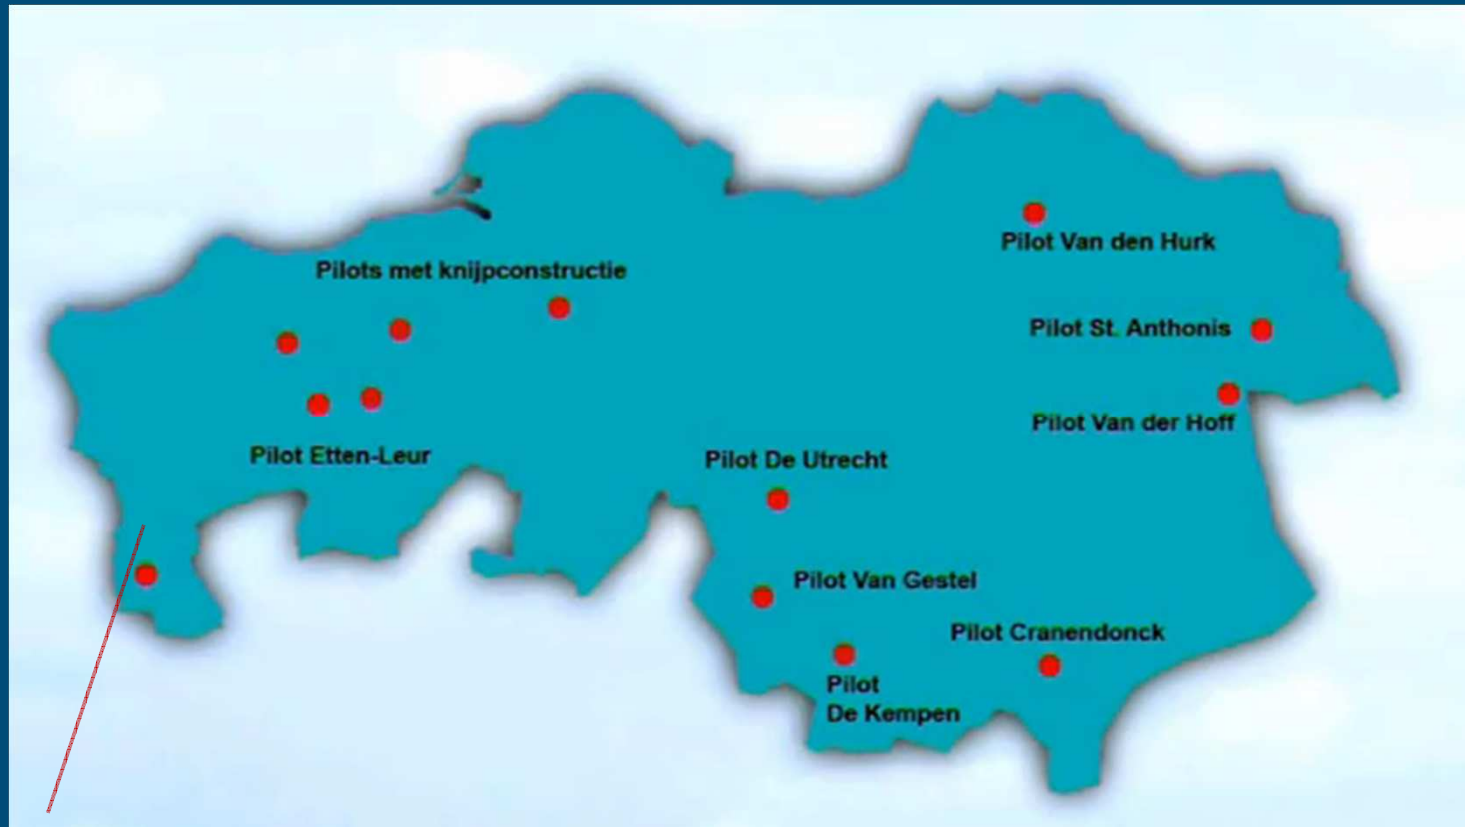 Pilot Van den Hurk
Pilots met knijpconstructie
Pilot St. Anthonis
Pilot Van der Hoff
Pilot Etten-Leur
Pilot De Utrecht
Pilot Van Gestel
Pilot Cranendonck
Pilot
De Kempen